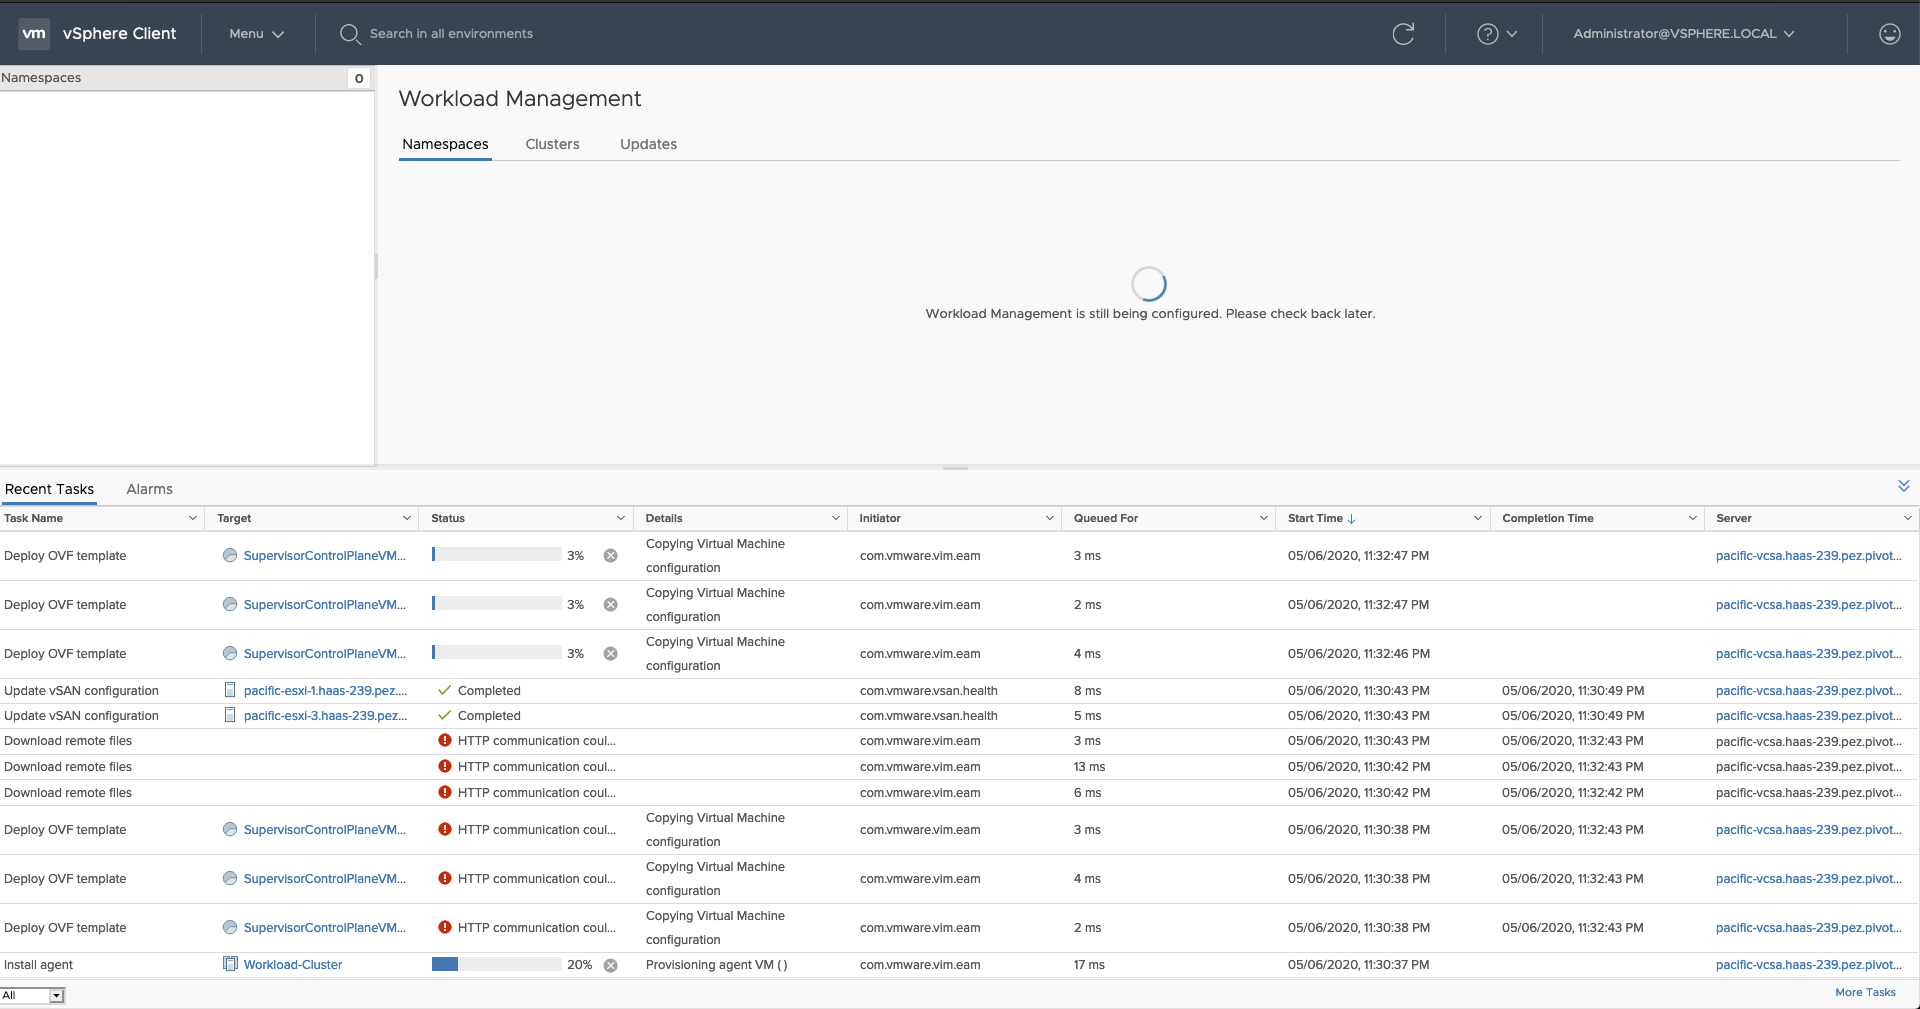 vm vSphere Client Menu Search in all environments Administrator@VSPHERE.LOCAL
Namespaces 0
Workload Management
Namespaces Clusters Updates
Workload Management is still being configured. Please check back later.
Recent Tasks Alarms
Task Name Target Status Details Initiator Queued For Start Time Completion Time Server
Deploy OVF template SupervisorControlPlaneVM... 3% Copying Virtual Machine configuration com.vmware.vim.eam 3 ms 05/06/2020, 11:32:47 PM pacific-vcsa.haas-239.pez.pivot...
Deploy OVF template SupervisorControlPlaneVM... 3% Copying Virtual Machine configuration com.vmware.vim.eam 2 ms 05/06/2020, 11:32:47 PM pacific-vcsa.haas-239.pez.pivot...
Deploy OVF template SupervisorControlPlaneVM... 3% Copying Virtual Machine configuration com.vmware.vim.eam 4 ms 05/06/2020, 11:32:46 PM pacific-vcsa.haas-239.pez.pivot...
Update vSAN configuration pacific-esxi-1.haas-239.pez.... Completed com.vmware.vsan.health 8 ms 05/06/2020, 11:30:43 PM 05/06/2020, 11:30:49 PM pacific-vcsa.haas-239.pez.pivot...
Update vSAN configuration pacific-esxi-3.haas-239.pez... Completed com.vmware.vsan.health 5 ms 05/06/2020, 11:30:43 PM 05/06/2020, 11:30:49 PM pacific-vcsa.haas-239.pez.pivot...
Download remote files HTTP communication coul... com.vmware.vim.eam 3 ms 05/06/2020, 11:30:43 PM 05/06/2020, 11:32:43 PM pacific-vcsa.haas-239.pez.pivot...
Download remote files HTTP communication coul... com.vmware.vim.eam 13 ms 05/06/2020, 11:30:42 PM 05/06/2020, 11:32:43 PM pacific-vcsa.haas-239.pez.pivot...
Download remote files HTTP communication coul... com.vmware.vim.eam 6 ms 05/06/2020, 11:30:42 PM 05/06/2020, 11:32:42 PM pacific-vcsa.haas-239.pez.pivot...
Deploy OVF template SupervisorControlPlaneVM... HTTP communication coul... Copying Virtual Machine configuration com.vmware.vim.eam 3 ms 05/06/2020, 11:30:38 PM 05/06/2020, 11:32:43 PM pacific-vcsa.haas-239.pez.pivot...
Deploy OVF template SupervisorControlPlaneVM... HTTP communication coul... Copying Virtual Machine configuration com.vmware.vim.eam 4 ms 05/06/2020, 11:30:38 PM 05/06/2020, 11:32:43 PM pacific-vcsa.haas-239.pez.pivot...
Deploy OVF template SupervisorControlPlaneVM... HTTP communication coul... Copying Virtual Machine configuration com.vmware.vim.eam 2 ms 05/06/2020, 11:30:38 PM 05/06/2020, 11:32:43 PM pacific-vcsa.haas-239.pez.pivot...
Install agent Workload-Cluster 20% Provisioning agent VM ( ) com.vmware.vim.eam 17 ms 05/06/2020, 11:30:37 PM pacific-vcsa.haas-239.pez.pivot...
All More Tasks